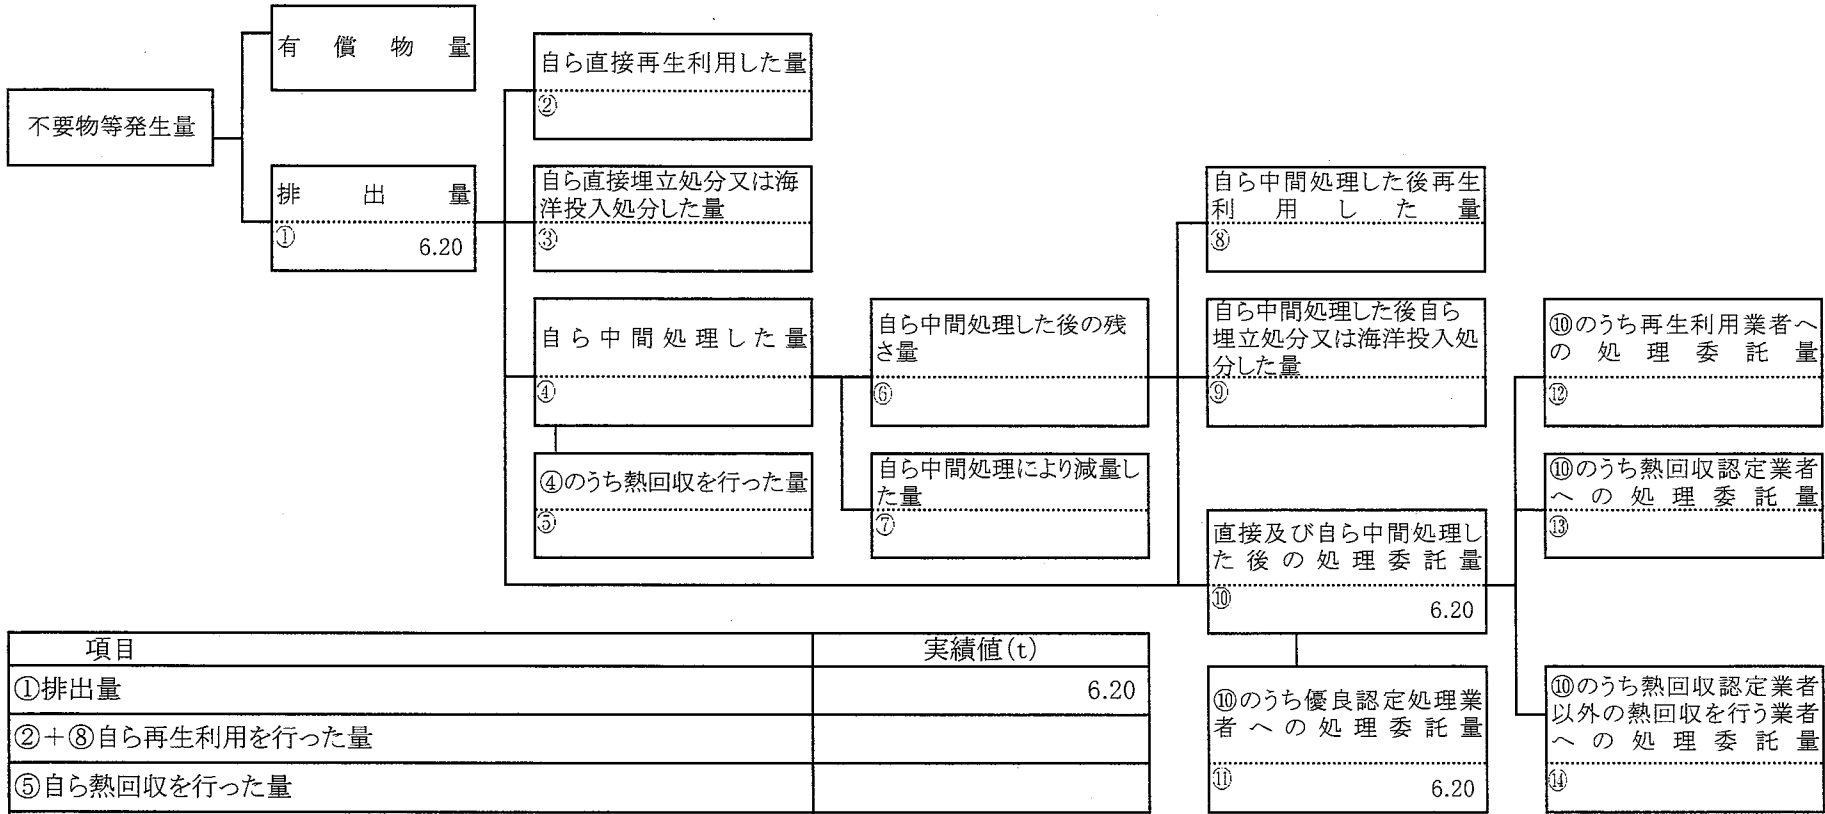 有償物量
不要物等発生量
排出量
①
6.20
自ら直接再生利用した量
②
自ら直接埋立処分又は海
洋投入処分した量
③
自ら中間処理した量
④
④のうち熱回収を行った量
⑤
自ら中間処理した後の残
さ量
⑥
自ら中間処理により減量し
た量
⑦
自ら中間処理した後再生
利用した量
⑧
自ら中間処理した後自ら
埋立処分又は海洋投入処
分した量
⑨
直接及び自ら中間処理し
た後の処理委託量
⑩
6.20
⑩のうち優良認定処理業
者への処理委託量
⑪
6.20
⑩のうち再生利用業者へ
の処理委託量
⑫
⑩のうち熱回収認定業者
への処理委託量
⑬
⑩のうち熱回収認定業者
以外の熱回収を行う業者
への処理委託量
⑭
項目 実績値(t)
①排出量 6.20
②+⑧自ら再生利用を行った量
⑤自ら熱回収を行った量